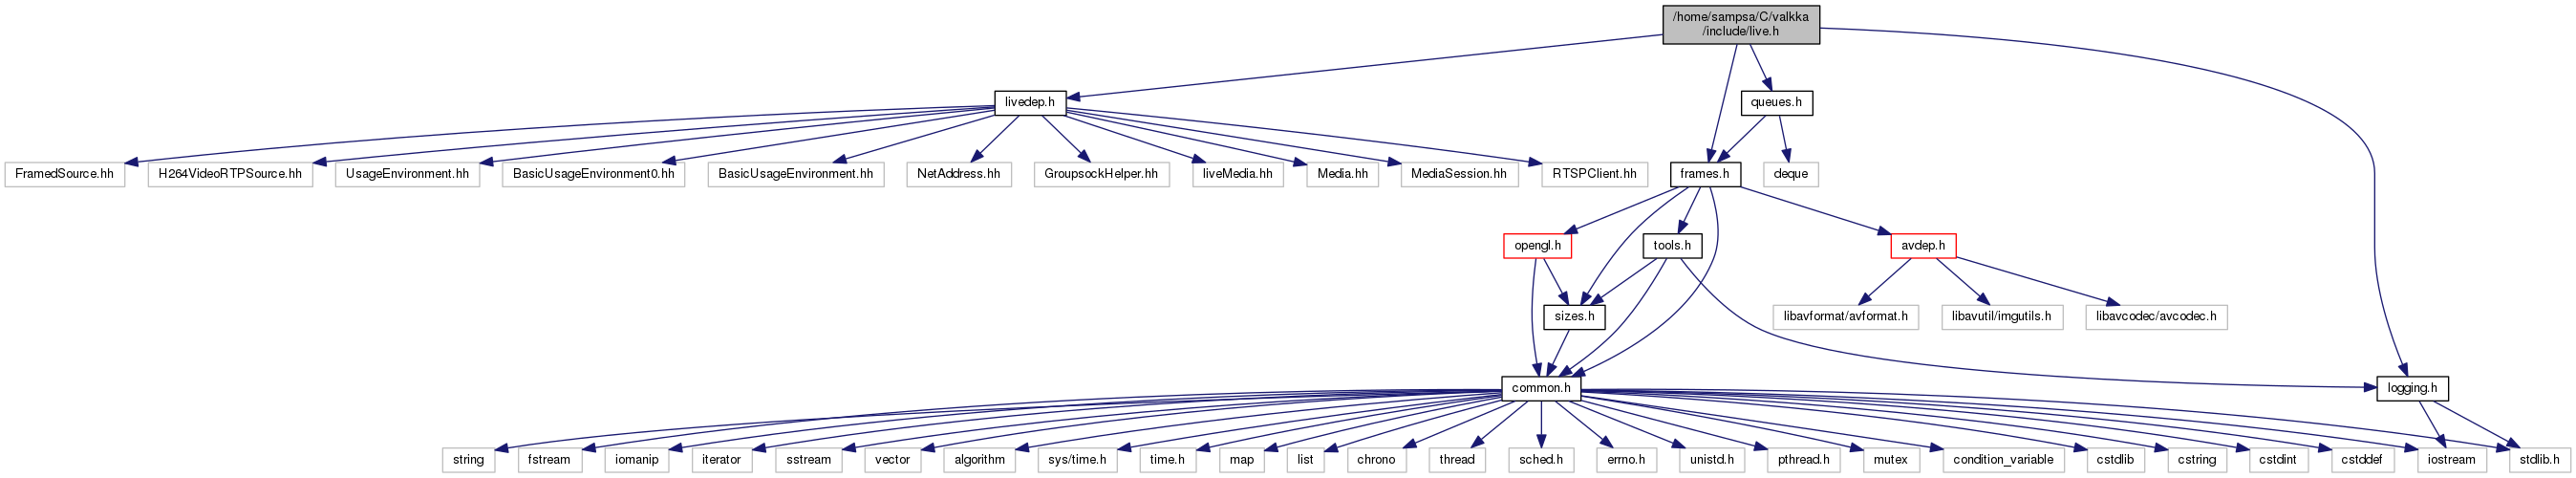 /home/sampsa/C/valkka
/include/live.h
livedep.h
queues.h
FramedSource.hh
H264VideoRTPSource.hh
UsageEnvironment.hh
BasicUsageEnvironment0.hh
BasicUsageEnvironment.hh
NetAddress.hh
GroupsockHelper.hh
liveMedia.hh
Media.hh
MediaSession.hh
RTSPClient.hh
frames.h
deque
opengl.h
tools.h
avdep.h
sizes.h
libavformat/avformat.h
libavutil/imgutils.h
libavcodec/avcodec.h
common.h
logging.h
string
fstream
iomanip
iterator
sstream
vector
algorithm
sys/time.h
time.h
map
list
chrono
thread
sched.h
errno.h
unistd.h
pthread.h
mutex
condition_variable
cstdlib
cstring
cstdint
cstddef
iostream
stdlib.h